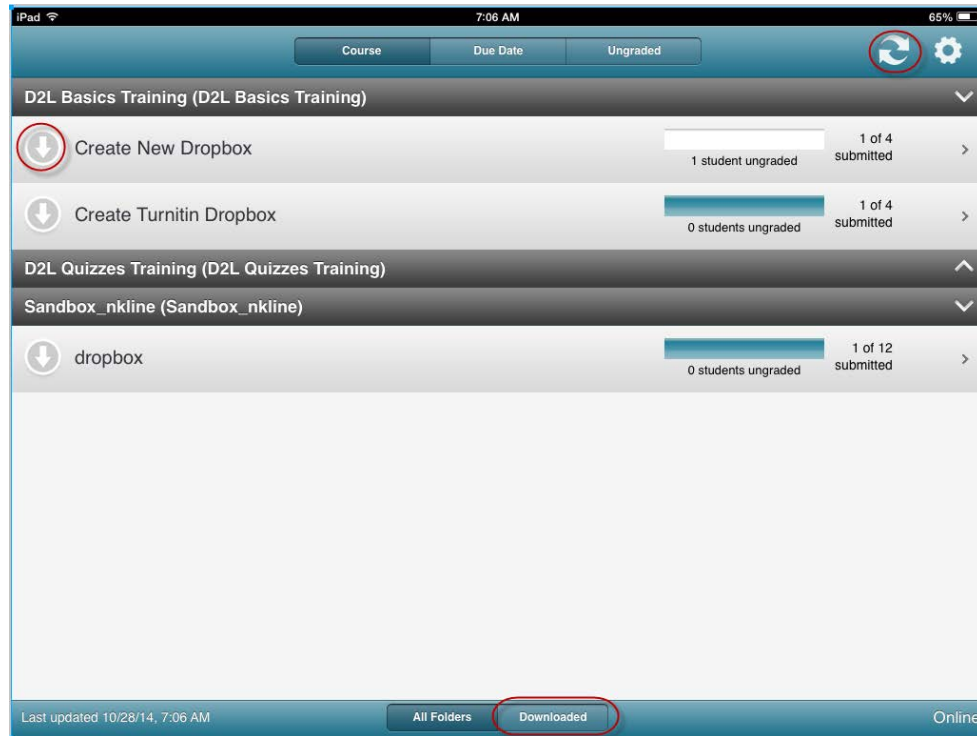 iPad 7:06 AM 65%
Course Due Date Ungraded
D2L Basics Training (D2L Basics Training)
Create New Dropbox
1 student ungraded
1 of 4
submitted
Create Turnitin Dropbox
0 students ungraded
1 of 4
submitted
D2L Quizzes Training (D2L Quizzes Training)
Sandbox_nkline (Sandbox_nkline)
dropbox
0 students ungraded
1 of 12
submitted
Last updated 10/28/14, 7:06 AM All Folders Downloaded Online